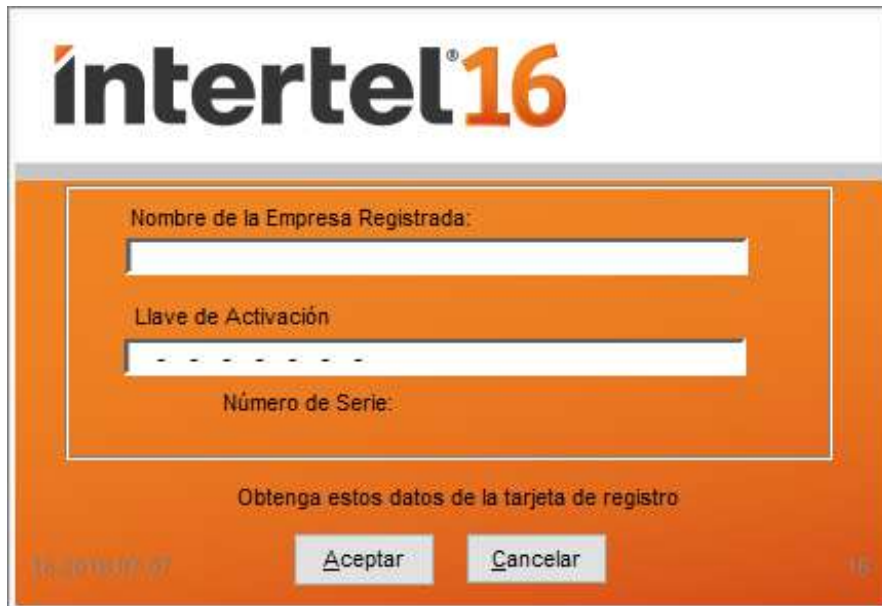 intertel®16
Nombre de la Empresa Registrada:
Llave de Activación
- - - - - - -
Número de Serie:
Obtenga estos datos de la tarjeta de registro
Aceptar Cancelar
16